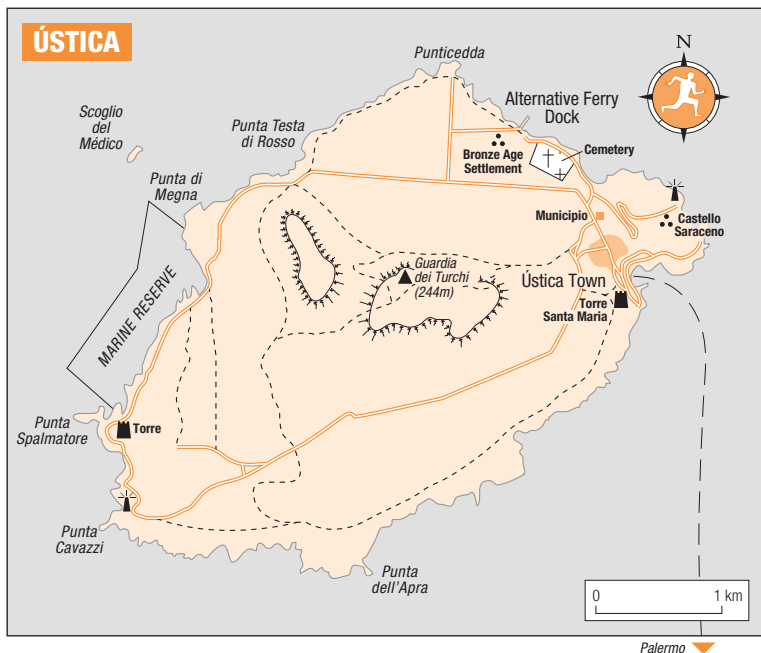 ÚSTICA
Punticedda
N
Scoglio
del
Médico
Alternative Ferry
Dock
Punta Testa
di Rosso
Bronze Age
Settlement
Cemetery
Punta di
Megna
Municipio
Castello
Saraceno
Guardia
dei Turchi
(244m)
Ústica Town
MARINE RESERVE
Torre
Santa Maria
Punta
Spalmatore
Torre
Punta
Cavazzi
Punta
dell'Apra
0
1 km
Palermo